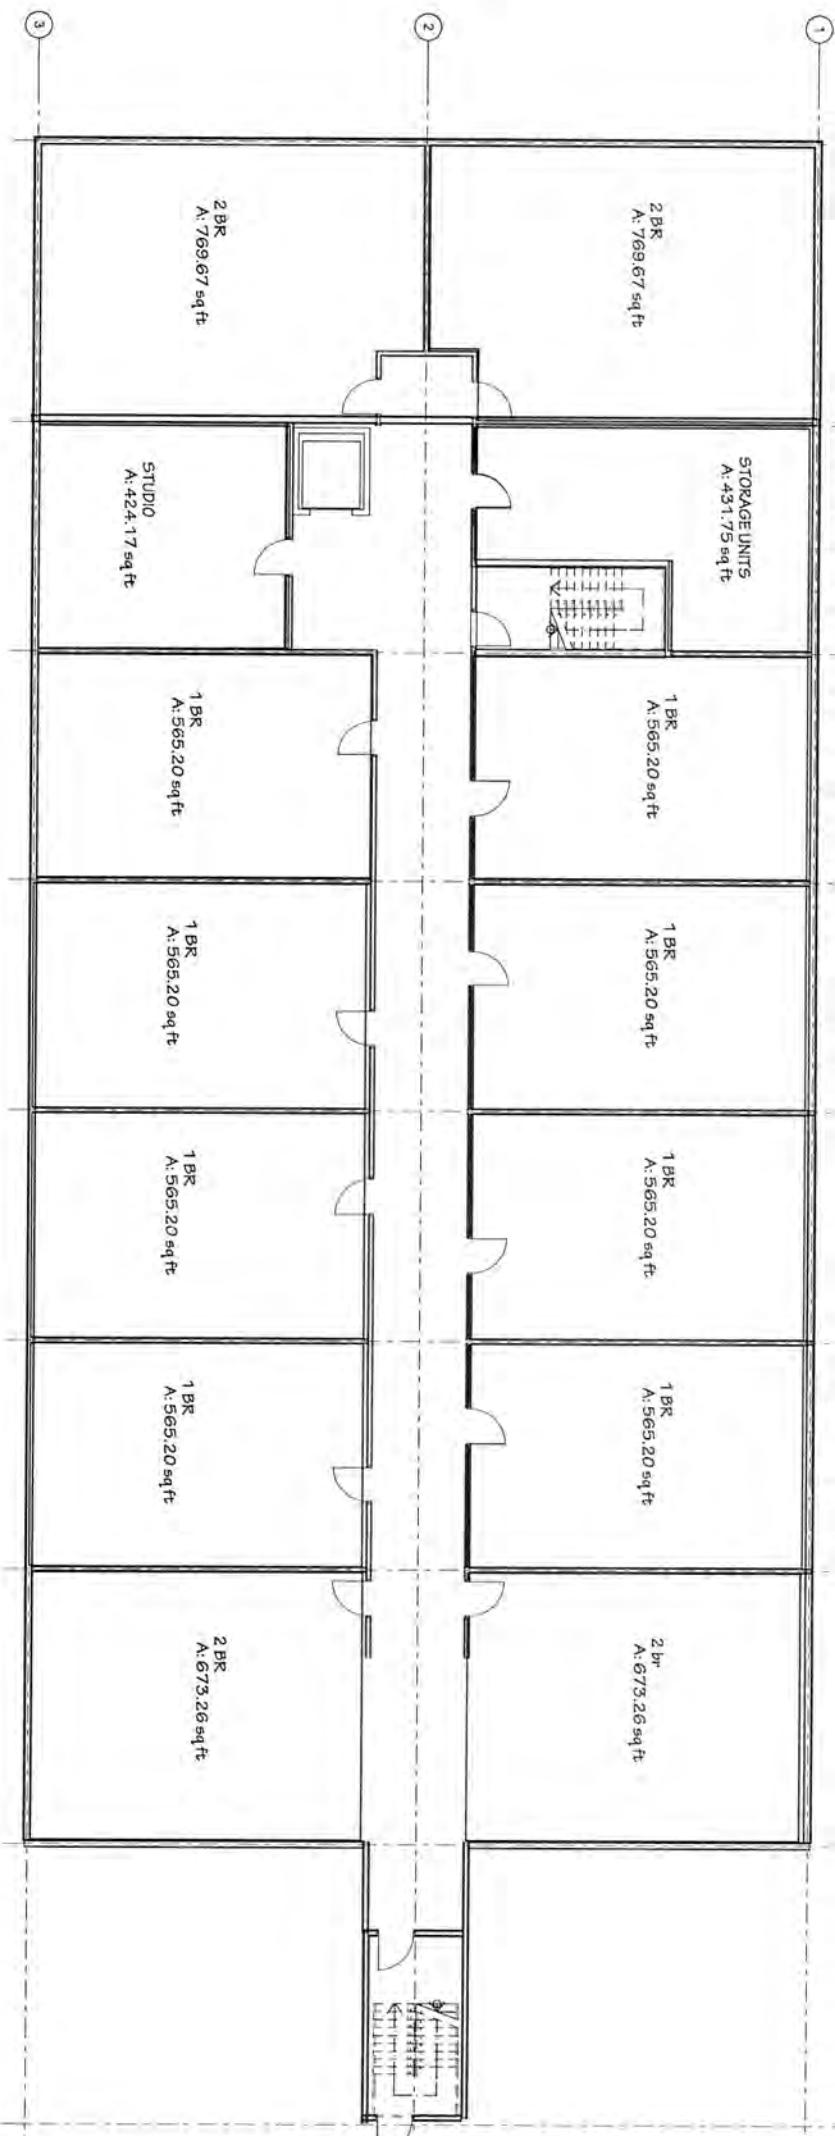 3
2
1
2 BR
A: 769.67 sq ft
2 BR
A: 769.67 sq ft
STUDIO
A: 424.17 sq ft
STORAGE UNITS
A: 431.75 sq ft
1 BR
A: 565.20 sq ft
1 BR
A: 565.20 sq ft
1 BR
A: 565.20 sq ft
1 BR
A: 565.20 sq ft
1 BR
A: 565.20 sq ft
1 BR
A: 565.20 sq ft
1 BR
A: 565.20 sq ft
1 BR
A: 565.20 sq ft
2 BR
A: 673.26 sq ft
2 br
A: 673.26 sq ft